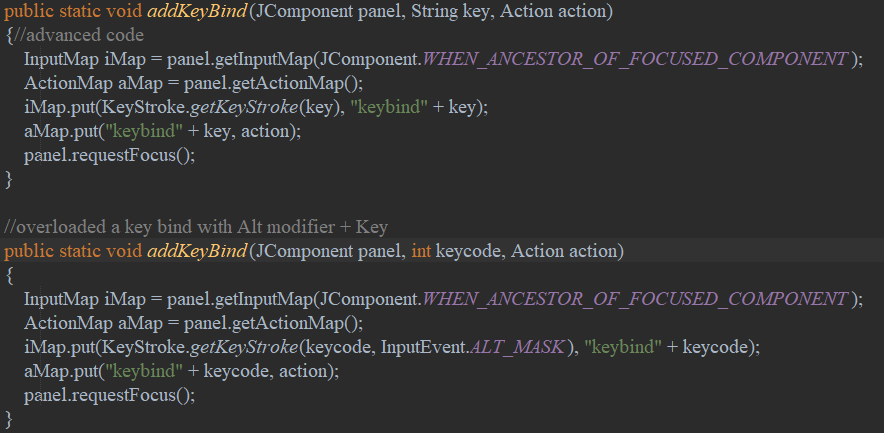 public static void addKeyBind(JComponent panel, String key, Action action)
{//advanced code
InputMap iMap = panel.getInputMap(JComponent.WHEN_ANCESTOR_OF_FOCUSED_COMPONENT);
ActionMap aMap = panel.getActionMap();
iMap.put(KeyStroke.getKeyStroke(key), "keybind" + key);
aMap.put("keybind" + key, action);
panel.requestFocus();
}
//overloaded a key bind with Alt modifier + Key
public static void addKeyBind(JComponent panel, int keycode, Action action)
{
InputMap iMap = panel.getInputMap(JComponent.WHEN_ANCESTOR_OF_FOCUSED_COMPONENT);
ActionMap aMap = panel.getActionMap();
iMap.put(KeyStroke.getKeyStroke(keycode, InputEvent.ALT_MASK), "keybind" + keycode);
aMap.put("keybind" + keycode, action);
panel.requestFocus();
}